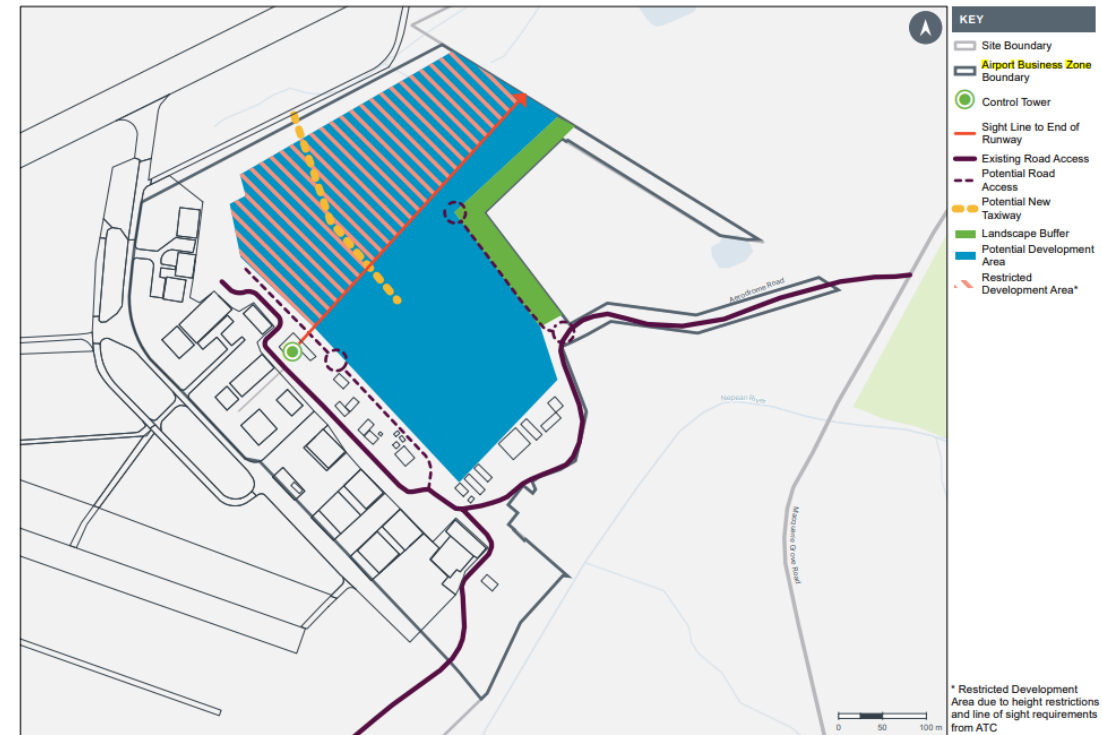 KEY
Site Boundary
Airport Business Zone
Boundary
Control Tower
Sight Line to End of
Runway
Existing Road Access
Potential Road
Access
Potential New
Taxiway
Landscape Buffer
Potential Development
Area
Restricted
Development Area*
Aerodrome Road
Nepean River
Macquarie Grove Road
0 50 100 m
* Restricted Development
Area due to height restrictions
and line of sight requirements
from ATC